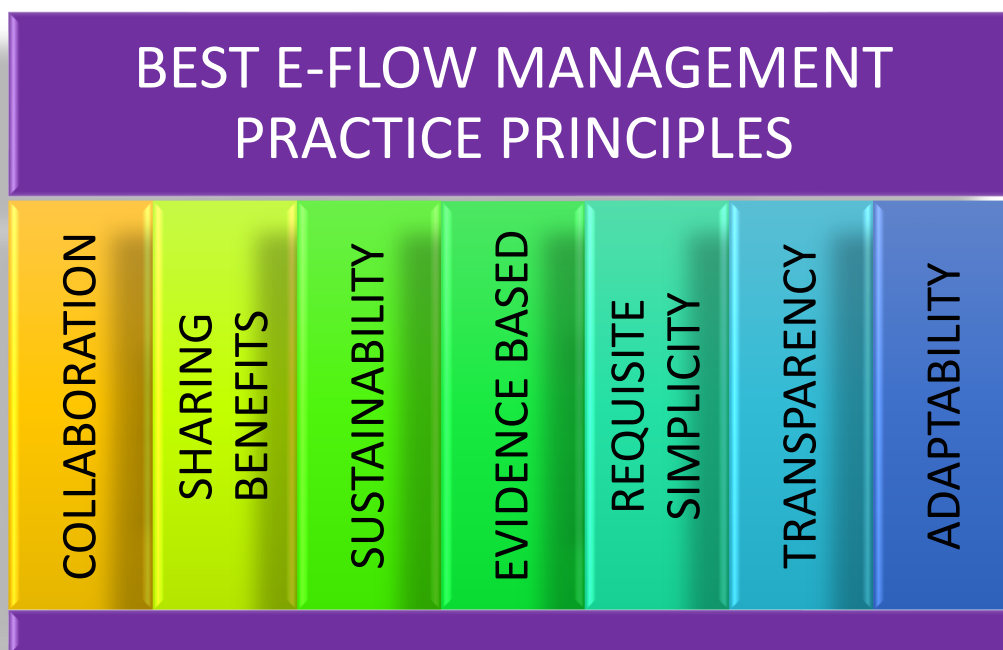 BEST E-FLOW MANAGEMENT
PRACTICE PRINCIPLES
COLLABORATION
SHARING
BENEFITS
SUSTAINABILITY
EVIDENCE BASED
REQUISITE
SIMPLICITY
TRANSPARENCY
ADAPTABILITY